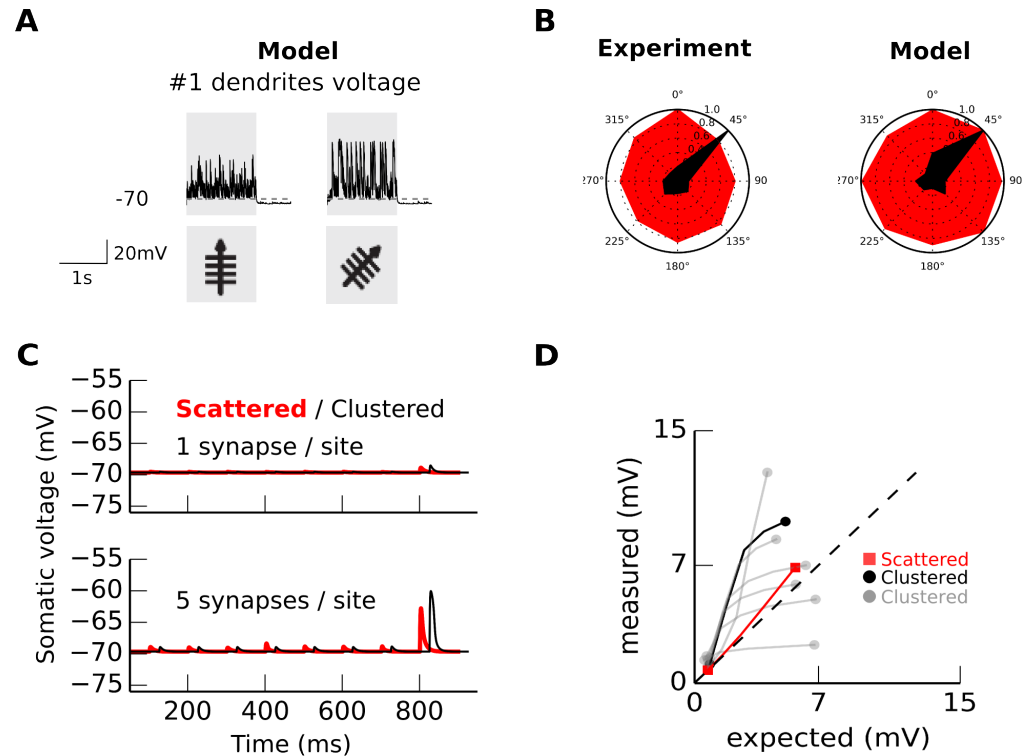 A
Model
#1 dendrites voltage
-70
20mV
1s
B
Experiment
Model
0°
45°
90
135°
180°
225°
270°
315°
1.0
0.8
0.6
0°
45°
90°
135°
180°
225°
270°
315°
1.0
0.8
0.6
C
Somatic voltage (mV)
−55
−60
−65
−70
−75
Scattered / Clustered
1 synapse / site
−55
−60
−65
−70
−75
5 synapses / site
200
400
600
800
Time (ms)
D
measured (mV)
15
7
0
Scattered
Clustered
Clustered
0
7
15
expected (mV)